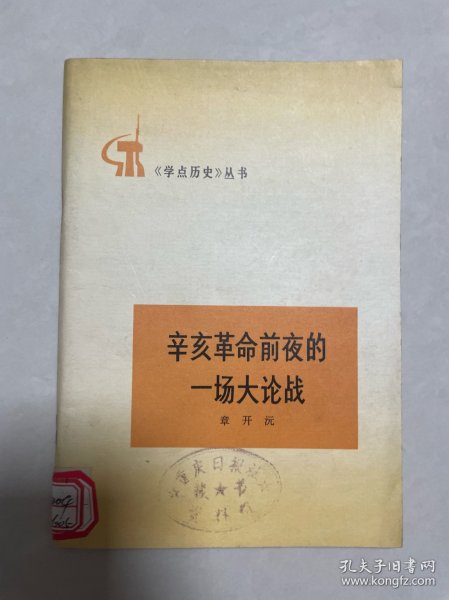 《学点历史》丛书
辛亥革命前夜的
一场大论战
章开沅
孔夫子旧书网
www.kongfz.com